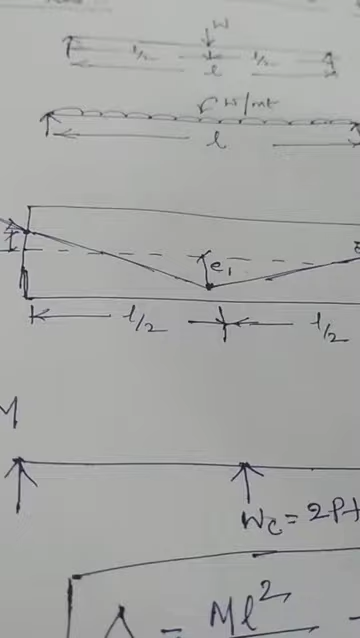 W
l/2 l/2
l
w/mt
l
e₁
l/2 l/2
M
Wc = 2P
Ml²